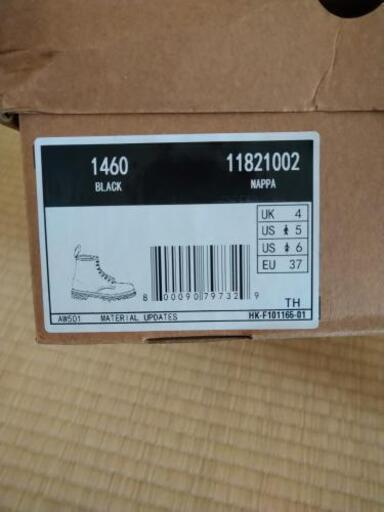 1460
BLACK
11821002
NAPPA
UK 4
US 5
US 6
EU 37
8 00090 79732 9
TH
AW501 MATERIAL UPDATES HK-F101166-01